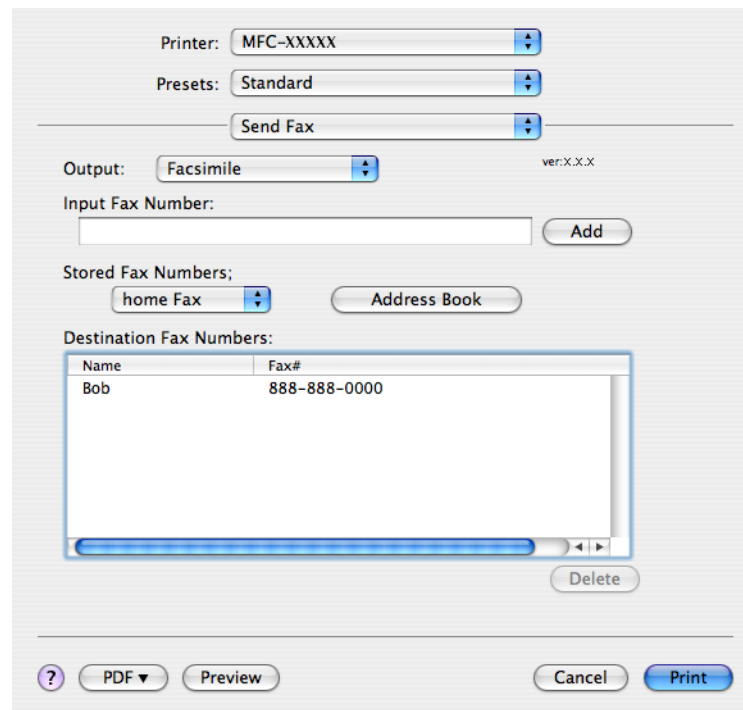 Printer: MFC-XXXXX
Presets: Standard
Send Fax
Output: Facsimile ver:X.X.X
Input Fax Number:
Add
Stored Fax Numbers;
home Fax Address Book
Destination Fax Numbers:
Name Fax#
Bob 888-888-0000
Delete
? PDF▼ Preview Cancel Print